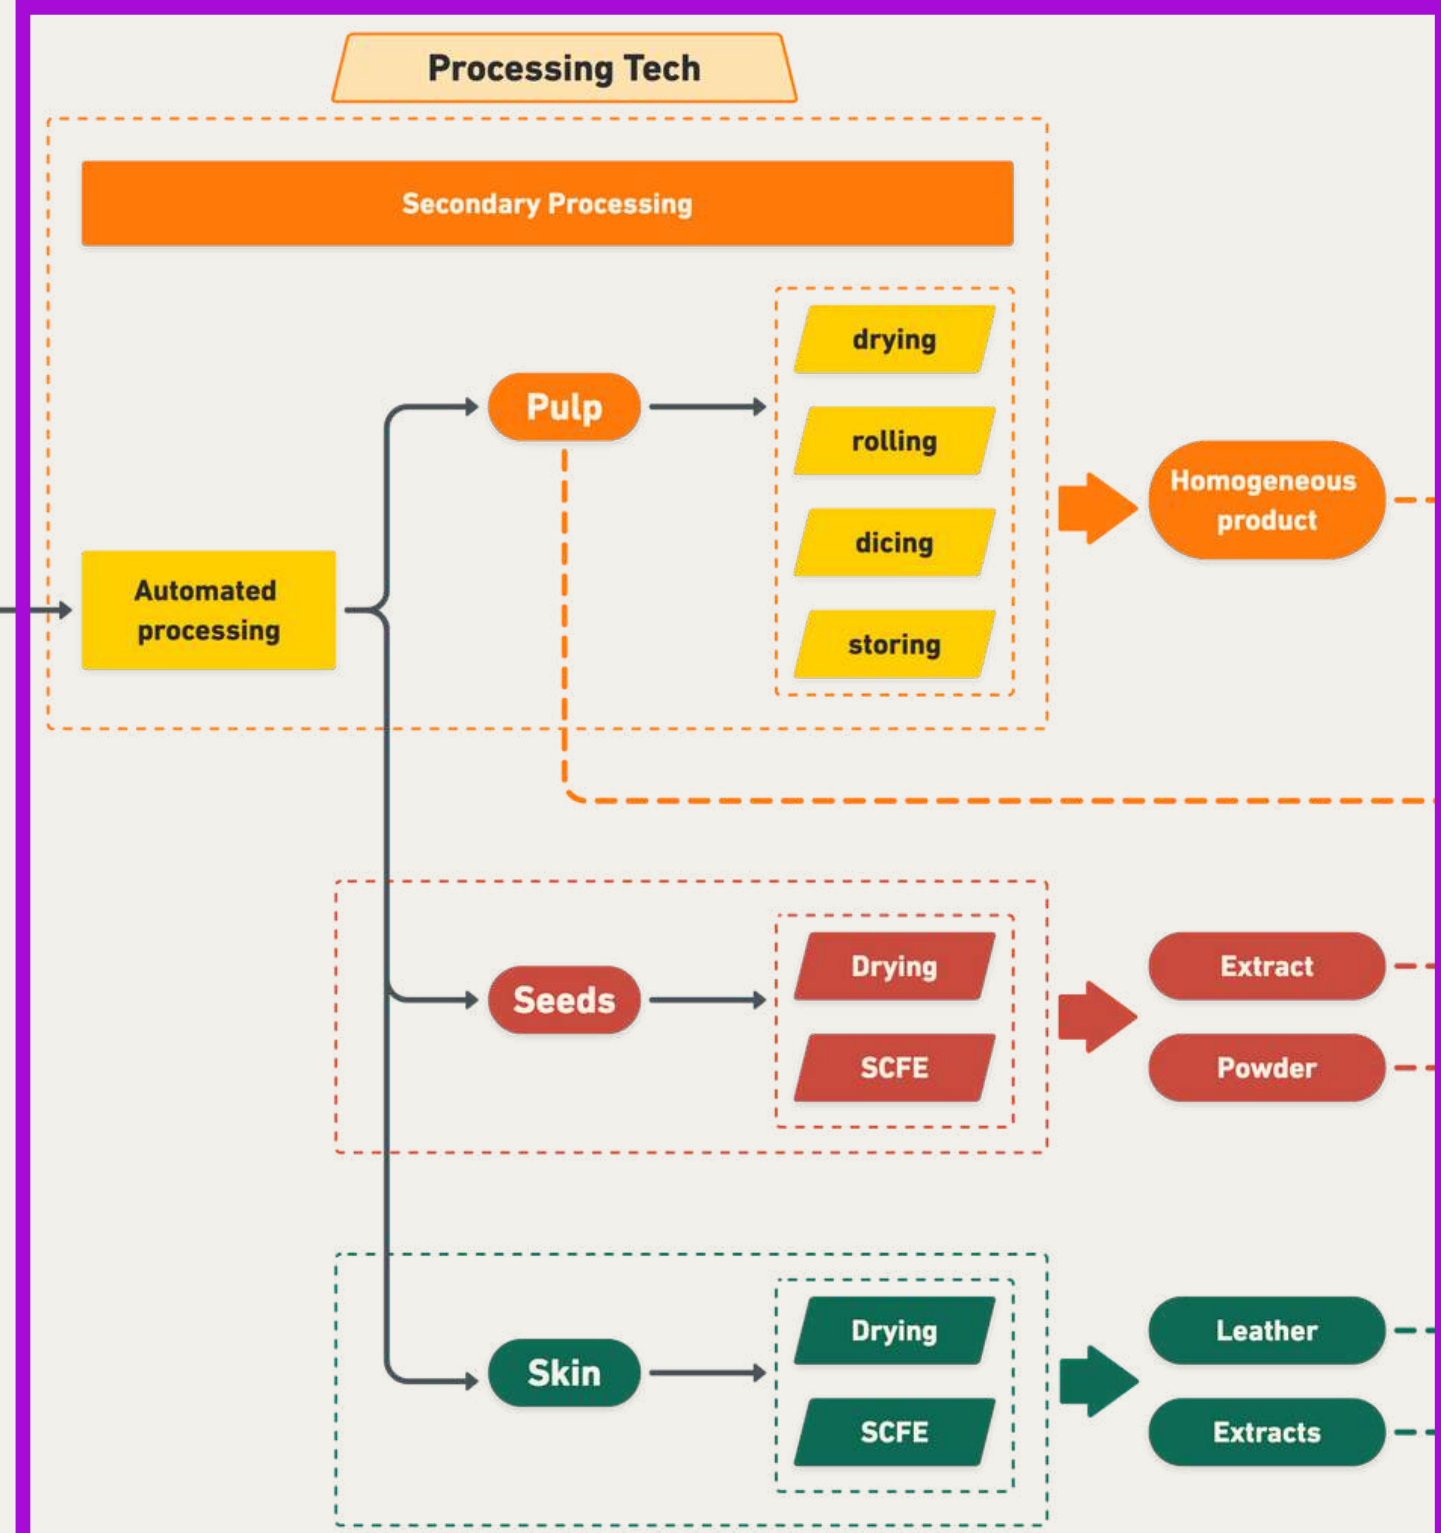 Processing Tech
Secondary Processing
drying
Pulp
rolling
Homogeneous
product
dicing
Automated
processing
storing
Drying
Extract
Seeds
SCFE
Powder
Drying
Leather
Skin
SCFE
Extracts